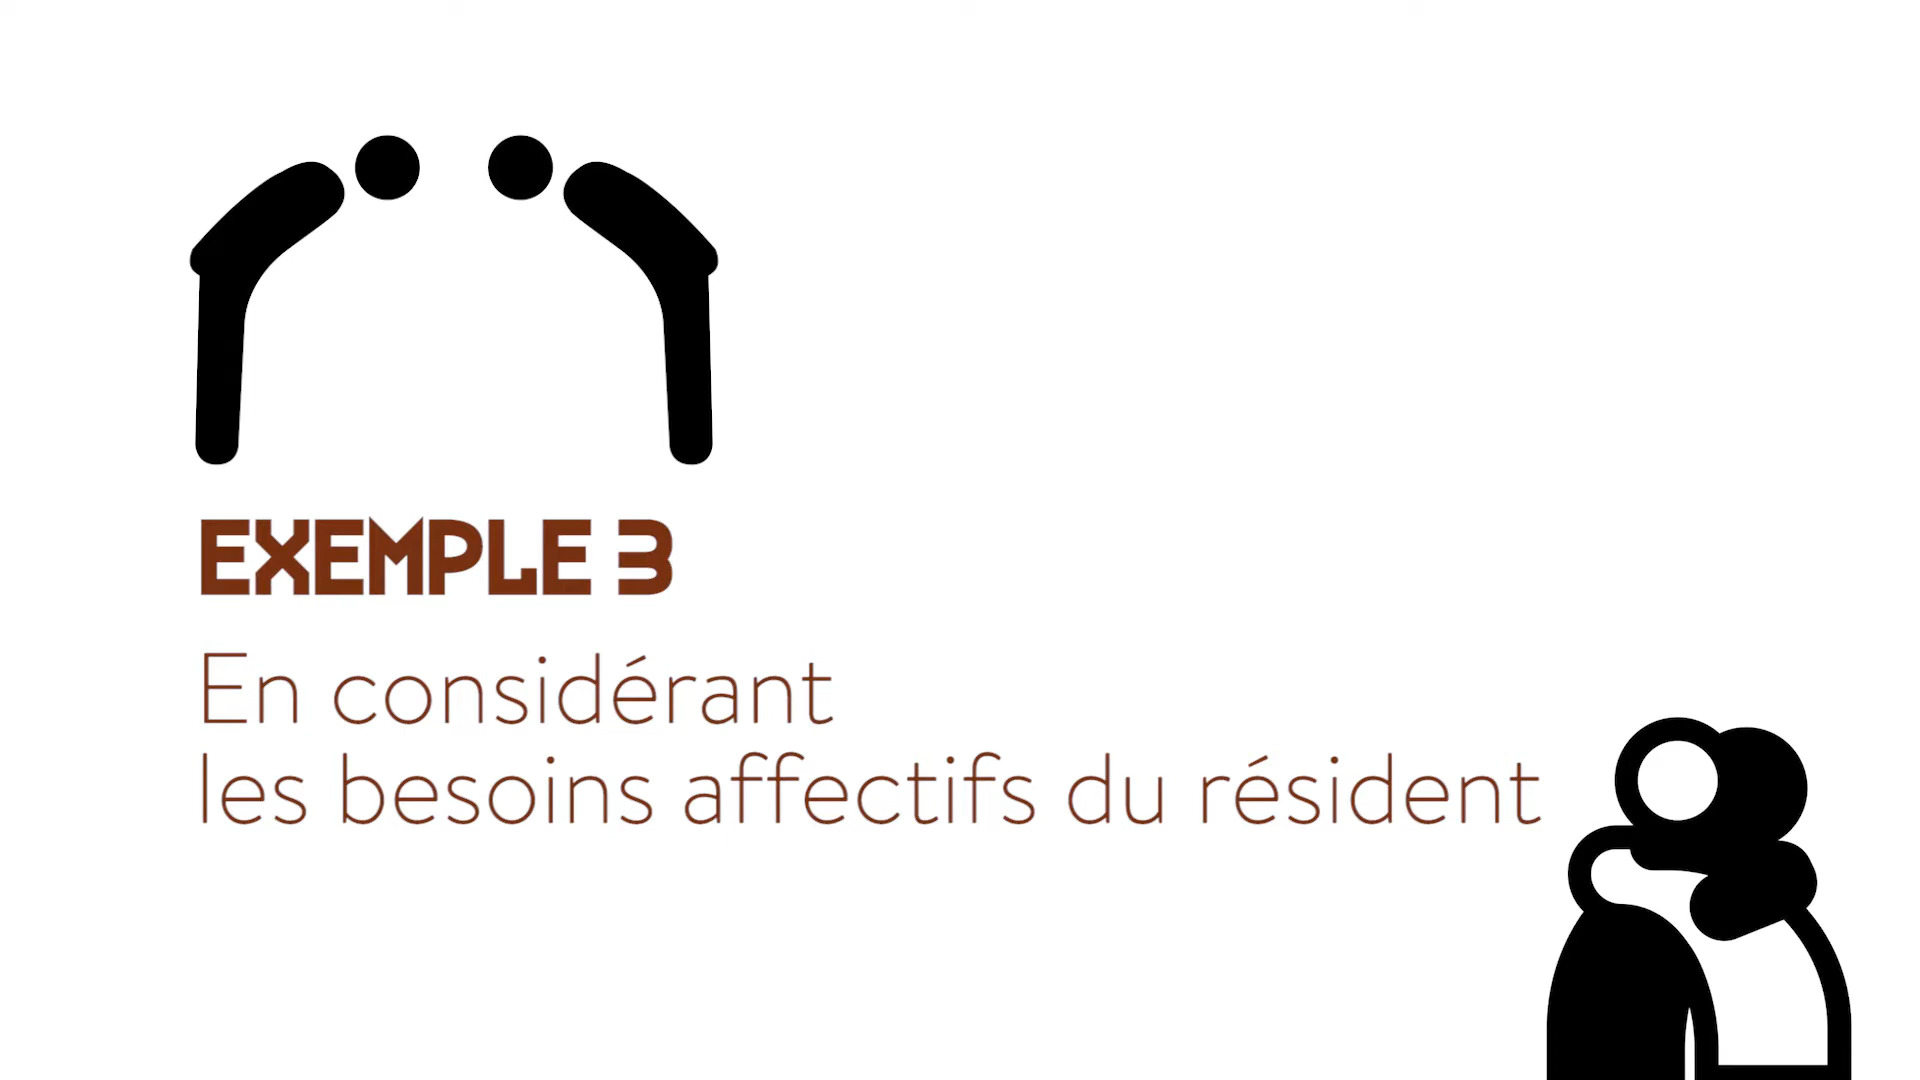 EXEMPLE 3
En considérant
les besoins affectifs du résident